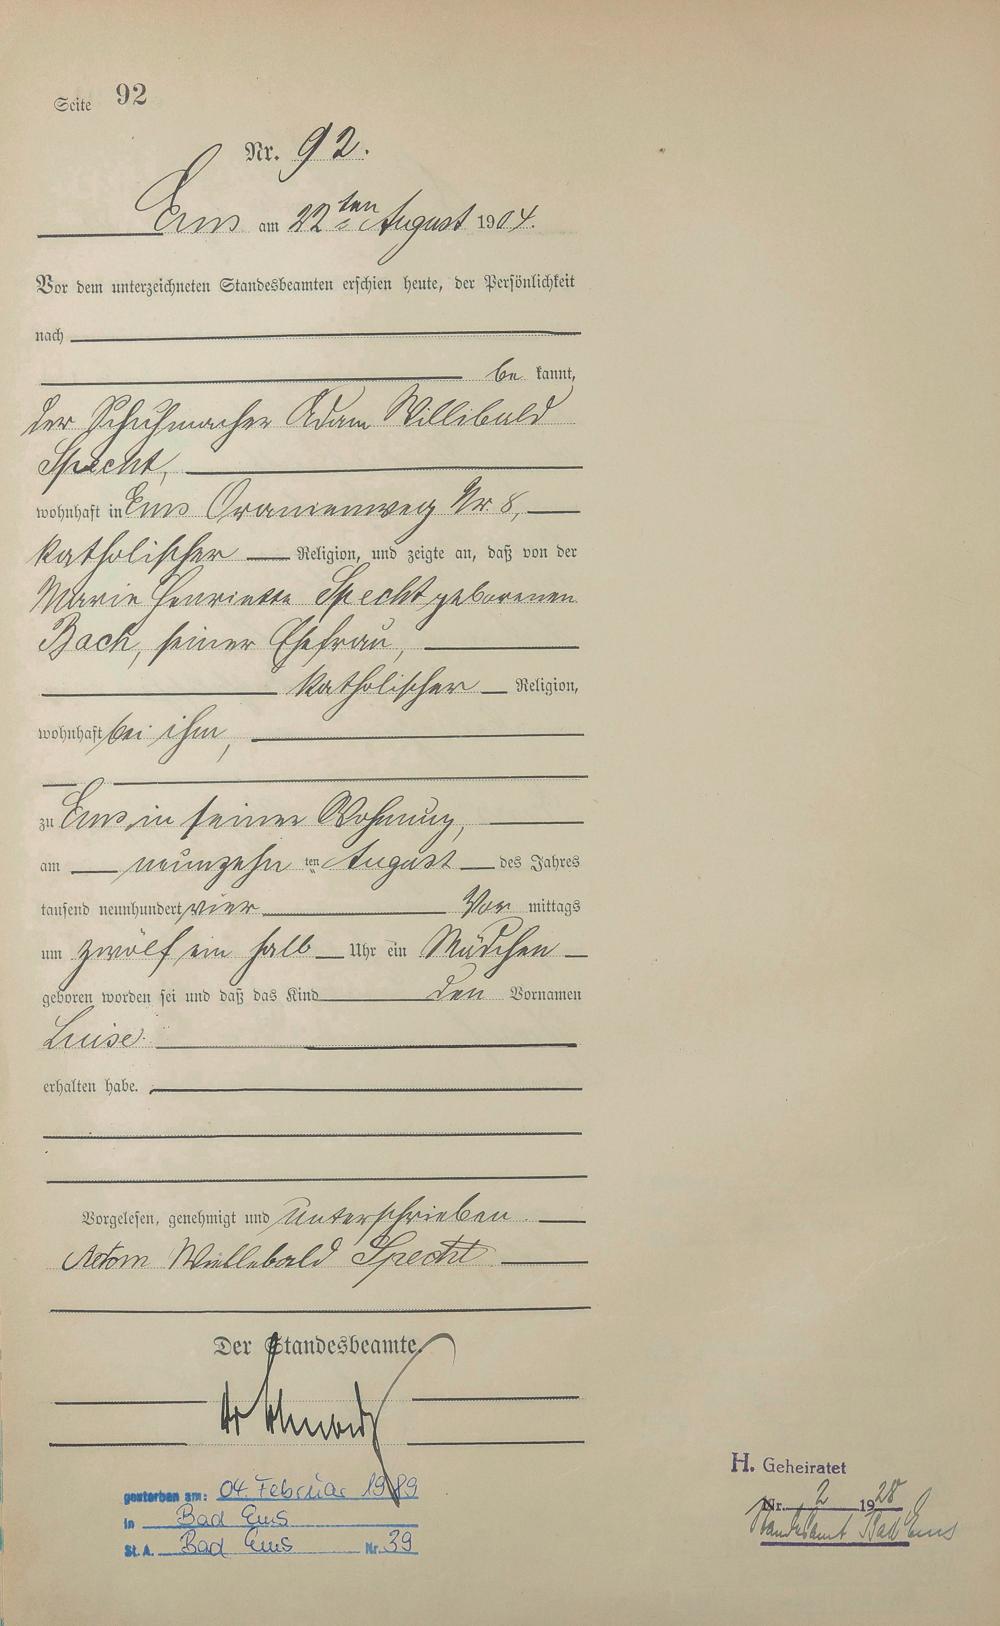 Seite 92
Nr. 92.
Ems am 22ten August 1904.
Vor dem unterzeichneten Standesbeamten erschien heute, der Persönlichkeit
nach
be kannt,
der Schuhmacher Adam Willibald
Specht,
wohnhaft in Ems Oranienweg Nr. 8,
katholischer Religion, und zeigte an, daß von der
Marie Henriette Specht geborenen
Bach, seiner Ehefrau,
katholischer Religion,
wohnhaft bei ihm,
zu Ems in seiner Wohnung,
am neunzehnten August des Jahres
tausend neunhundert vier Vor mittags
um zwölf ein halb Uhr ein Mädchen
geboren worden sei und daß das Kind den Vornamen
Luise
erhalten habe.
Vorgelesen, genehmigt und unterschrieben
Adam Willebald Specht
Der Standesbeamte.
gestorben am: 04. Februar 1989
in Bad Ems
St. A. Bad Ems Nr. 39
H. Geheiratet
Nr. 2 1928
Standesamt Bad Ems